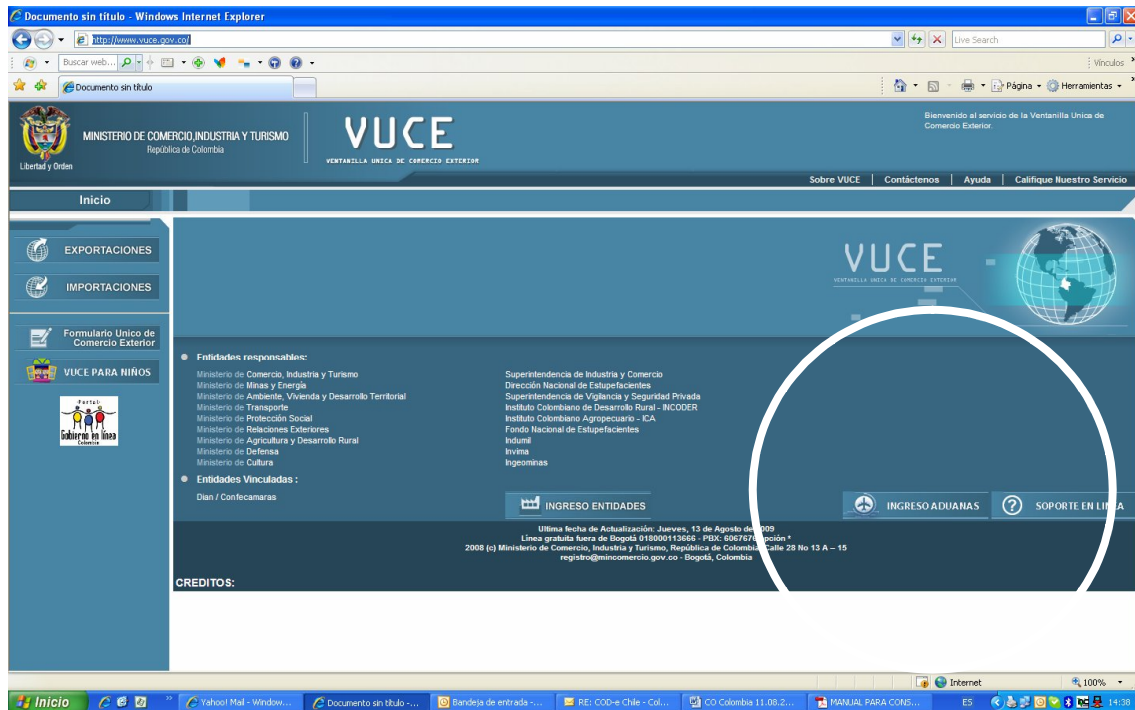 Documento sin título - Windows Internet Explorer
http://www.vuce.gov.co/
Live Search
Buscar web...
Vínculos
Documento sin título
Página
Herramientas
MINISTERIO DE COMERCIO,INDUSTRIA Y TURISMO
República de Colombia
Libertad y Orden
VUCE
VENTANILLA UNICA DE COMERCIO EXTERIOR
Bienvenido al servicio de la Ventanilla Unica de
Comercio Exterior.
Sobre VUCE | Contáctenos | Ayuda | Califique Nuestro Servicio
Inicio
EXPORTACIONES
IMPORTACIONES
Formulario Unico de
Comercio Exterior
VUCE PARA NIÑOS
Portal
Gobierno en línea
Colombia
VUCE
VENTANILLA UNICA DE COMERCIO EXTERIOR
Entidades responsables:
Ministerio de Comercio, Industria y Turismo
Ministerio de Minas y Energía
Ministerio de Ambiente, Vivienda y Desarrollo Territorial
Ministerio de Transporte
Ministerio de Protección Social
Ministerio de Relaciones Exteriores
Ministerio de Agricultura y Desarrollo Rural
Ministerio de Defensa
Ministerio de Cultura
Superintendencia de Industria y Comercio
Dirección Nacional de Estupefacientes
Superintendencia de Vigilancia y Seguridad Privada
Instituto Colombiano de Desarrollo Rural - INCODER
Instituto Colombiano Agropecuario - ICA
Fondo Nacional de Estupefacientes
Indumil
Invima
Ingeominas
Entidades Vinculadas :
Dian / Confecamaras
INGRESO ENTIDADES
INGRESO ADUANAS
SOPORTE EN LINEA
Ultima fecha de Actualización: Jueves, 13 de Agosto de 2009
Línea gratuita fuera de Bogotá 018000113666 - PBX: 6067676 opción *
2008 (c) Ministerio de Comercio, Industria y Turismo, República de Colombia Calle 28 No 13 A – 15
registro@mincomercio.gov.co - Bogotá, Colombia
CREDITOS:
Internet
100%
Inicio
Yahoo! Mail - Window...
Documento sin título -...
Bandeja de entrada -...
RE: COD-e Chile - Col...
CO Colombia 11.08.2...
MANUAL PARA CONS...
ES
14:38